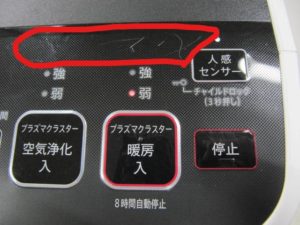 強 強
弱 弱
人感
センサー
チャイルドロック
(3秒押し)
間
プラズマクラスター
空気浄化
入
プラズマクラスター
暖房
入
停止
8時間自動停止